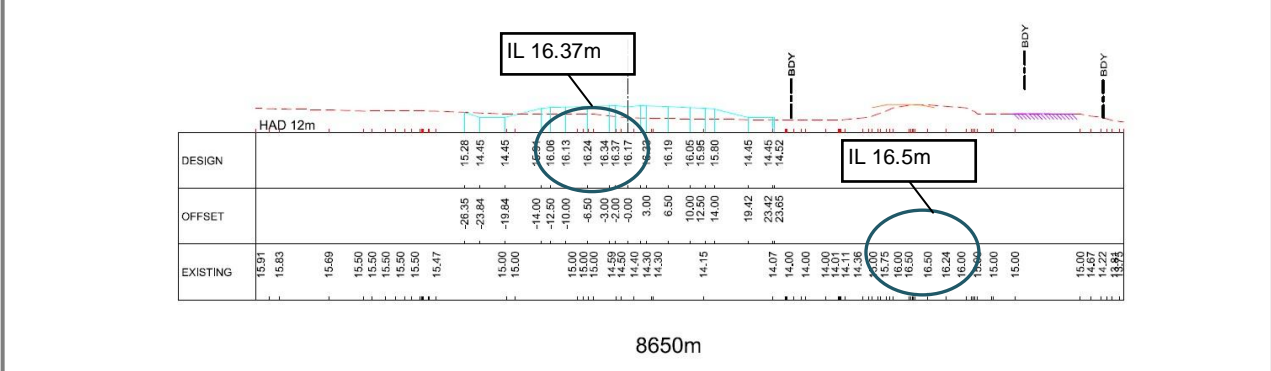 IL 16.37m
BDY
BDY
BDY
HAD 12m
IL 16.5m
DESIGN
15.28 14.45 14.45 16.06 16.13 16.24 16.34 16.37 16.17 16.19 16.05 15.95 15.80 14.45 14.45 14.52
OFFSET
-26.35 -23.84 -19.84 -14.00 -12.50 -10.00 -6.50 -3.00 -2.00 -0.00 3.00 6.50 10.00 12.50 14.00 19.42 23.42 23.65
EXISTING
15.91 15.83 15.69 15.50 15.50 15.50 15.50 15.50 15.47 15.00 15.00 15.00 15.00 15.00 14.59 14.50 14.40 14.30 14.30 14.15 14.07 14.00 14.00 14.00 14.01 14.11 14.36 15.75 16.00 16.50 16.50 16.24 16.00 15.00 15.00 15.00 14.67 14.22
8650m